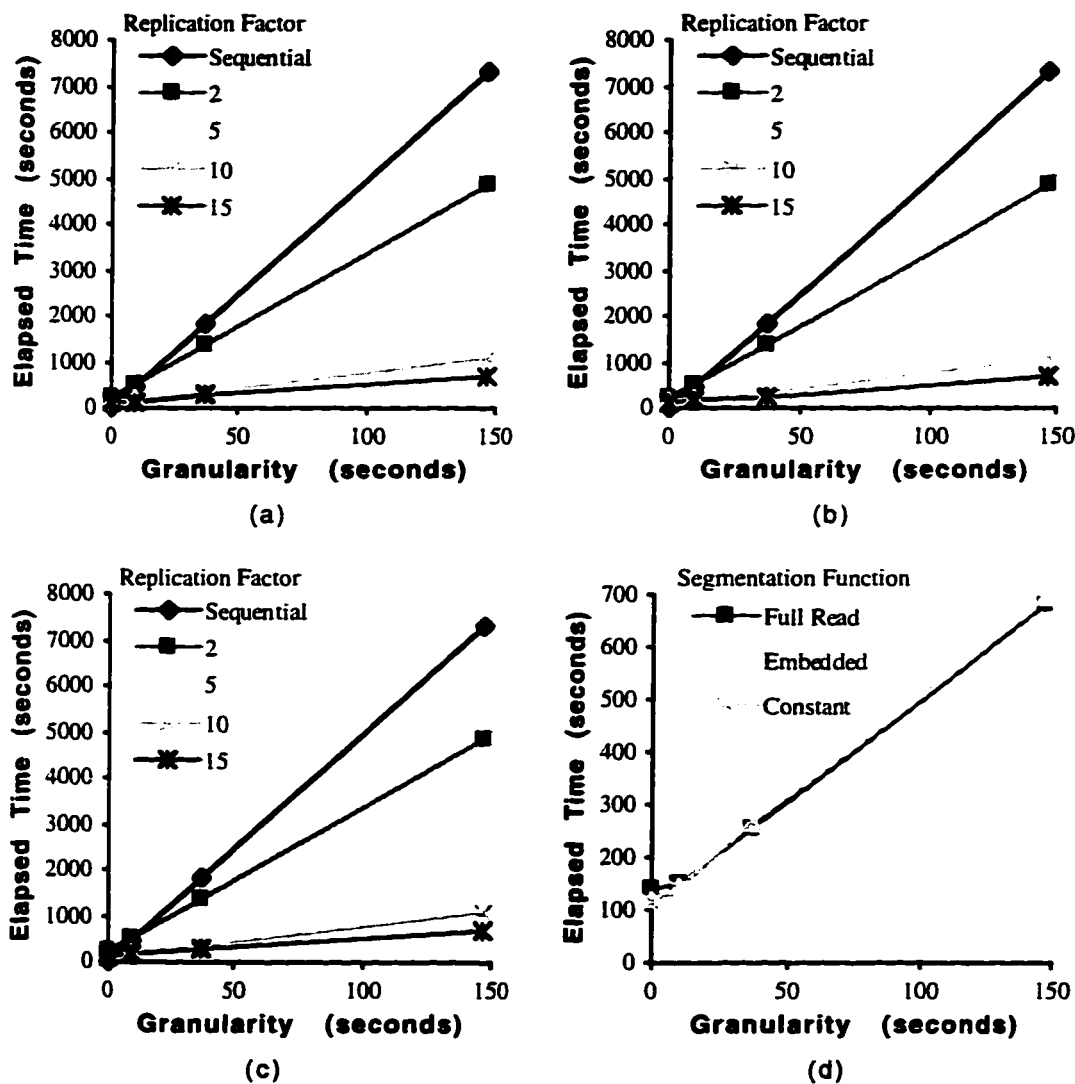 Replication Factor
Sequential
2
5
10
15
8000
7000
6000
5000
4000
3000
2000
1000
0
Elapsed Time (seconds)
0
50
100
150
Granularity (seconds)
(a)
Replication Factor
Sequential
2
5
10
15
8000
7000
6000
5000
4000
3000
2000
1000
0
Elapsed Time (seconds)
0
50
100
150
Granularity (seconds)
(b)
Replication Factor
Sequential
2
5
10
15
8000
7000
6000
5000
4000
3000
2000
1000
0
Elapsed Time (seconds)
0
50
100
150
Granularity (seconds)
(c)
Segmentation Function
Full Read
Embedded
Constant
700
600
500
400
300
200
100
0
Elapsed Time (seconds)
0
50
100
150
Granularity (seconds)
(d)